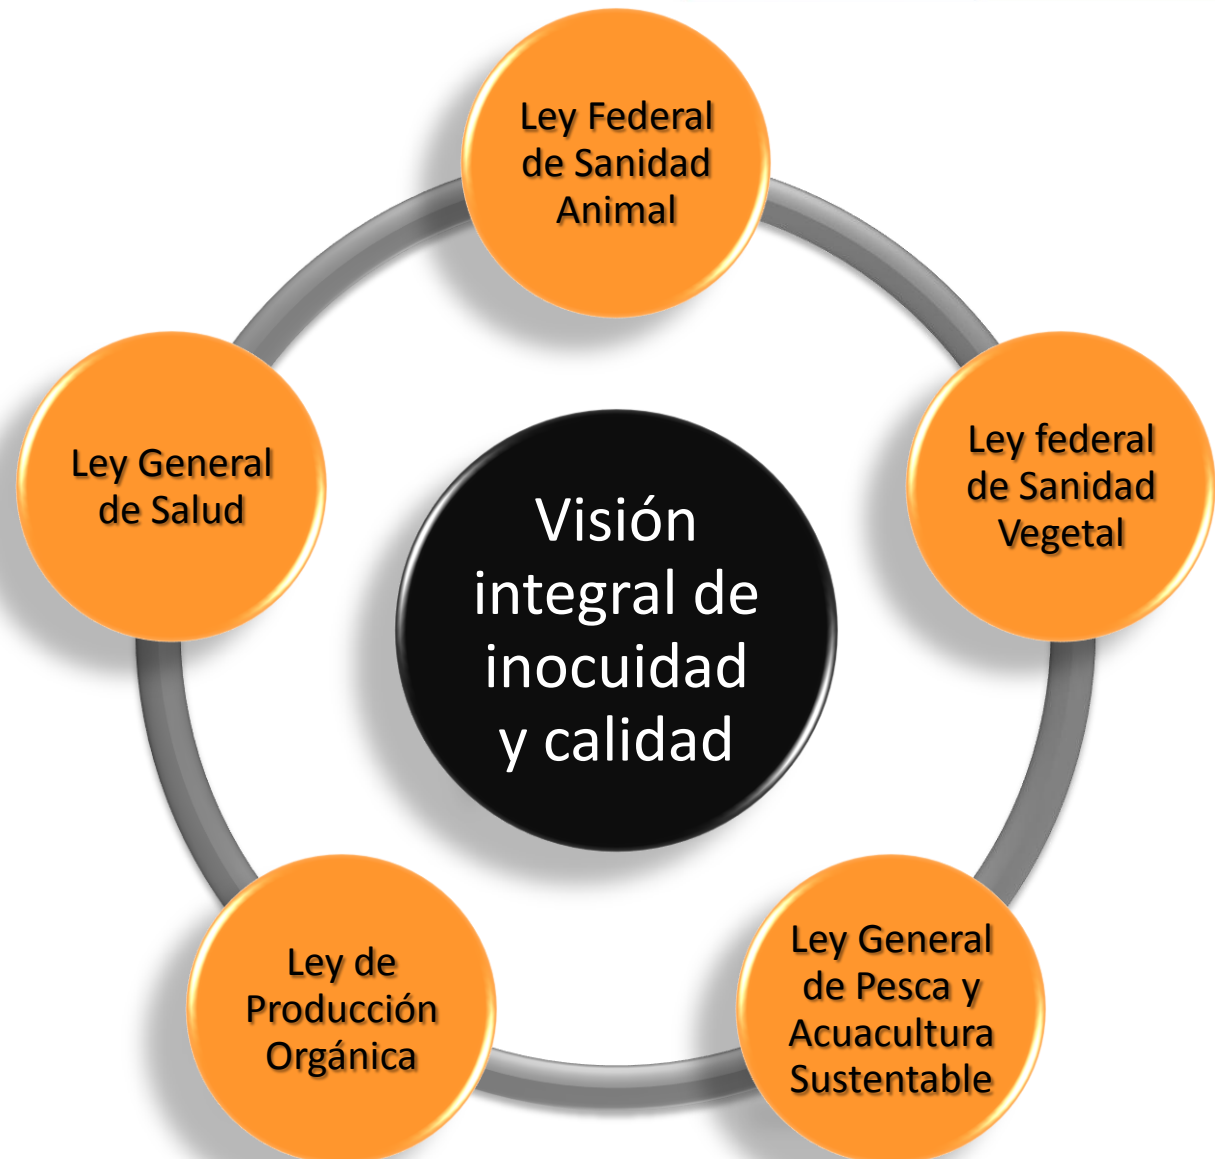 Ley Federal
de Sanidad
Animal
Ley federal
de Sanidad
Vegetal
Ley General
de Pesca y
Acuacultura
Sustentable
Ley de
Producción
Orgánica
Ley General
de Salud
Visión
integral de
inocuidad
y calidad